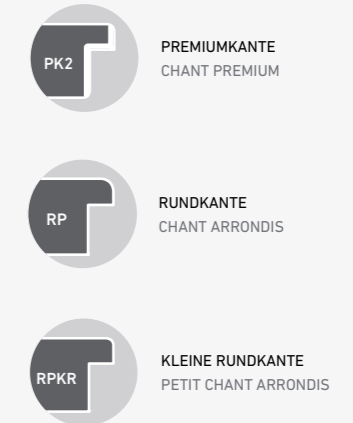 PK2
PREMIUMKANTE
CHANT PREMIUM
RP
RUNDKANTE
CHANT ARRONDIS
RPKR
KLEINE RUNDKANTE
PETIT CHANT ARRONDIS